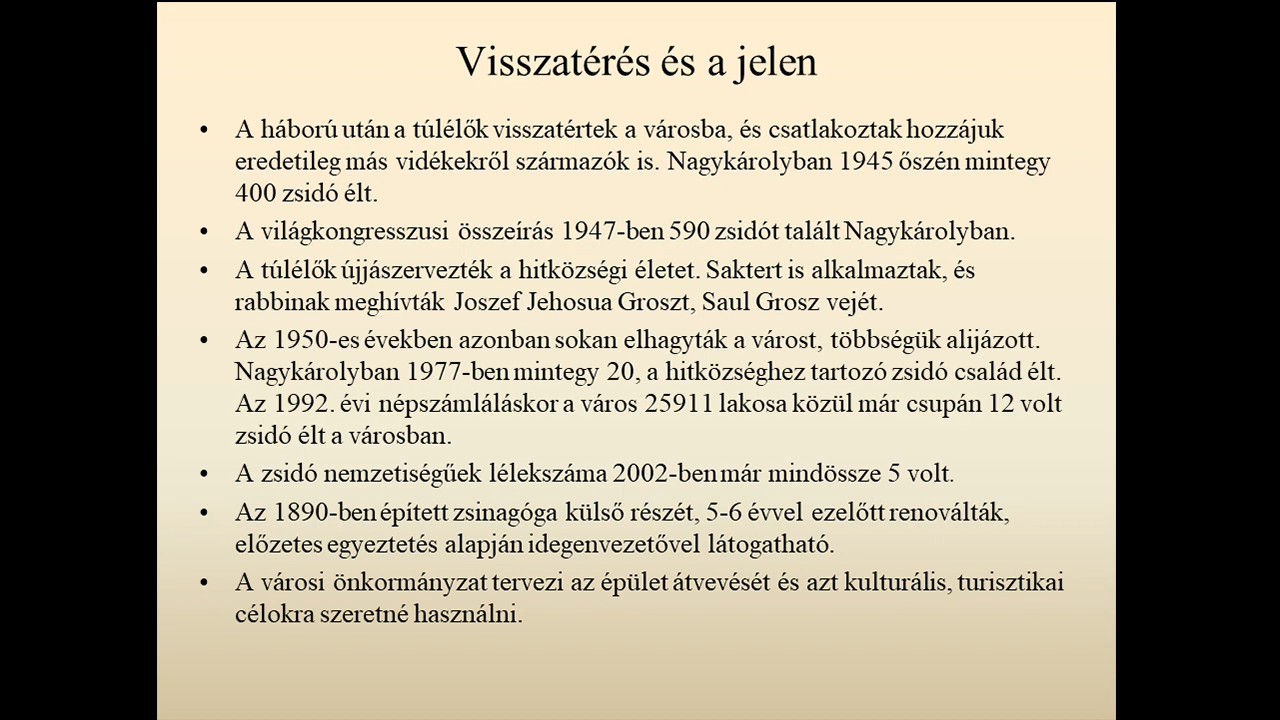 Visszatérés és a jelen
• A háború után a túlélők visszatértek a városba, és csatlakoztak hozzájuk
eredetileg más vidékekről származók is. Nagykárolyban 1945 őszén mintegy
400 zsidó élt.
• A világkongresszusi összeírás 1947-ben 590 zsidót talált Nagykárolyban.
• A túlélők újjászervezték a hitközségi életet. Saktert is alkalmaztak, és
rabbinak meghívták Joszef Jehosua Groszt, Saul Grosz vejét.
• Az 1950-es években azonban sokan elhagyták a várost, többségük alijázott.
Nagykárolyban 1977-ben mintegy 20, a hitközséghez tartozó zsidó család élt.
Az 1992. évi népszámláláskor a város 25911 lakosa közül már csupán 12 volt
zsidó élt a városban.
• A zsidó nemzetiségűek lélekszáma 2002-ben már mindössze 5 volt.
• Az 1890-ben épített zsinagóga külső részét, 5-6 évvel ezelőtt renoválták,
előzetes egyeztetés alapján idegenvezetővel látogatható.
• A városi önkormányzat tervezi az épület átvevését és azt kulturális, turisztikai
célokra szeretné használni.